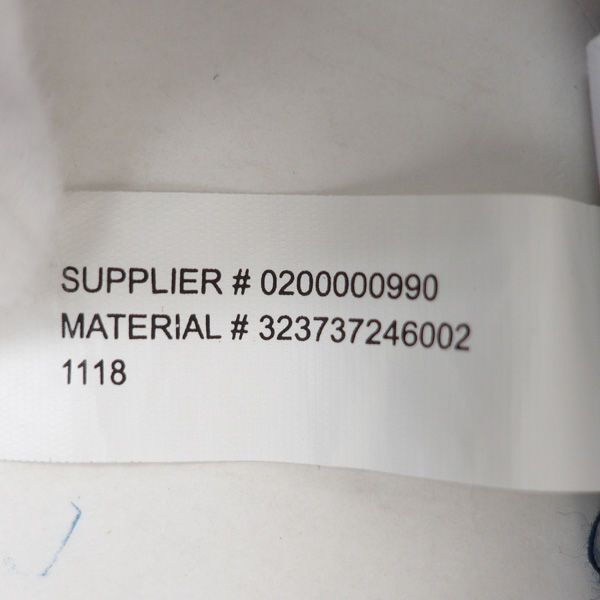 SUPPLIER # 0200000990
MATERIAL # 323737246002
1118